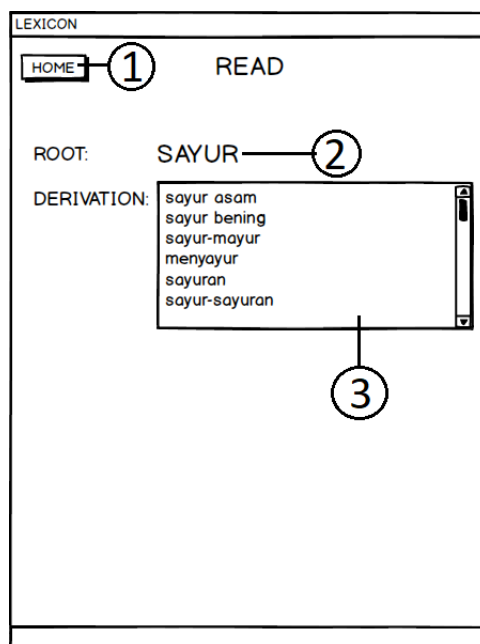 LEXICON
HOME 1 READ
ROOT: SAYUR 2
DERIVATION: sayur asam
sayur bening
sayur-mayur
menyayur
sayuran
sayur-sayuran
3